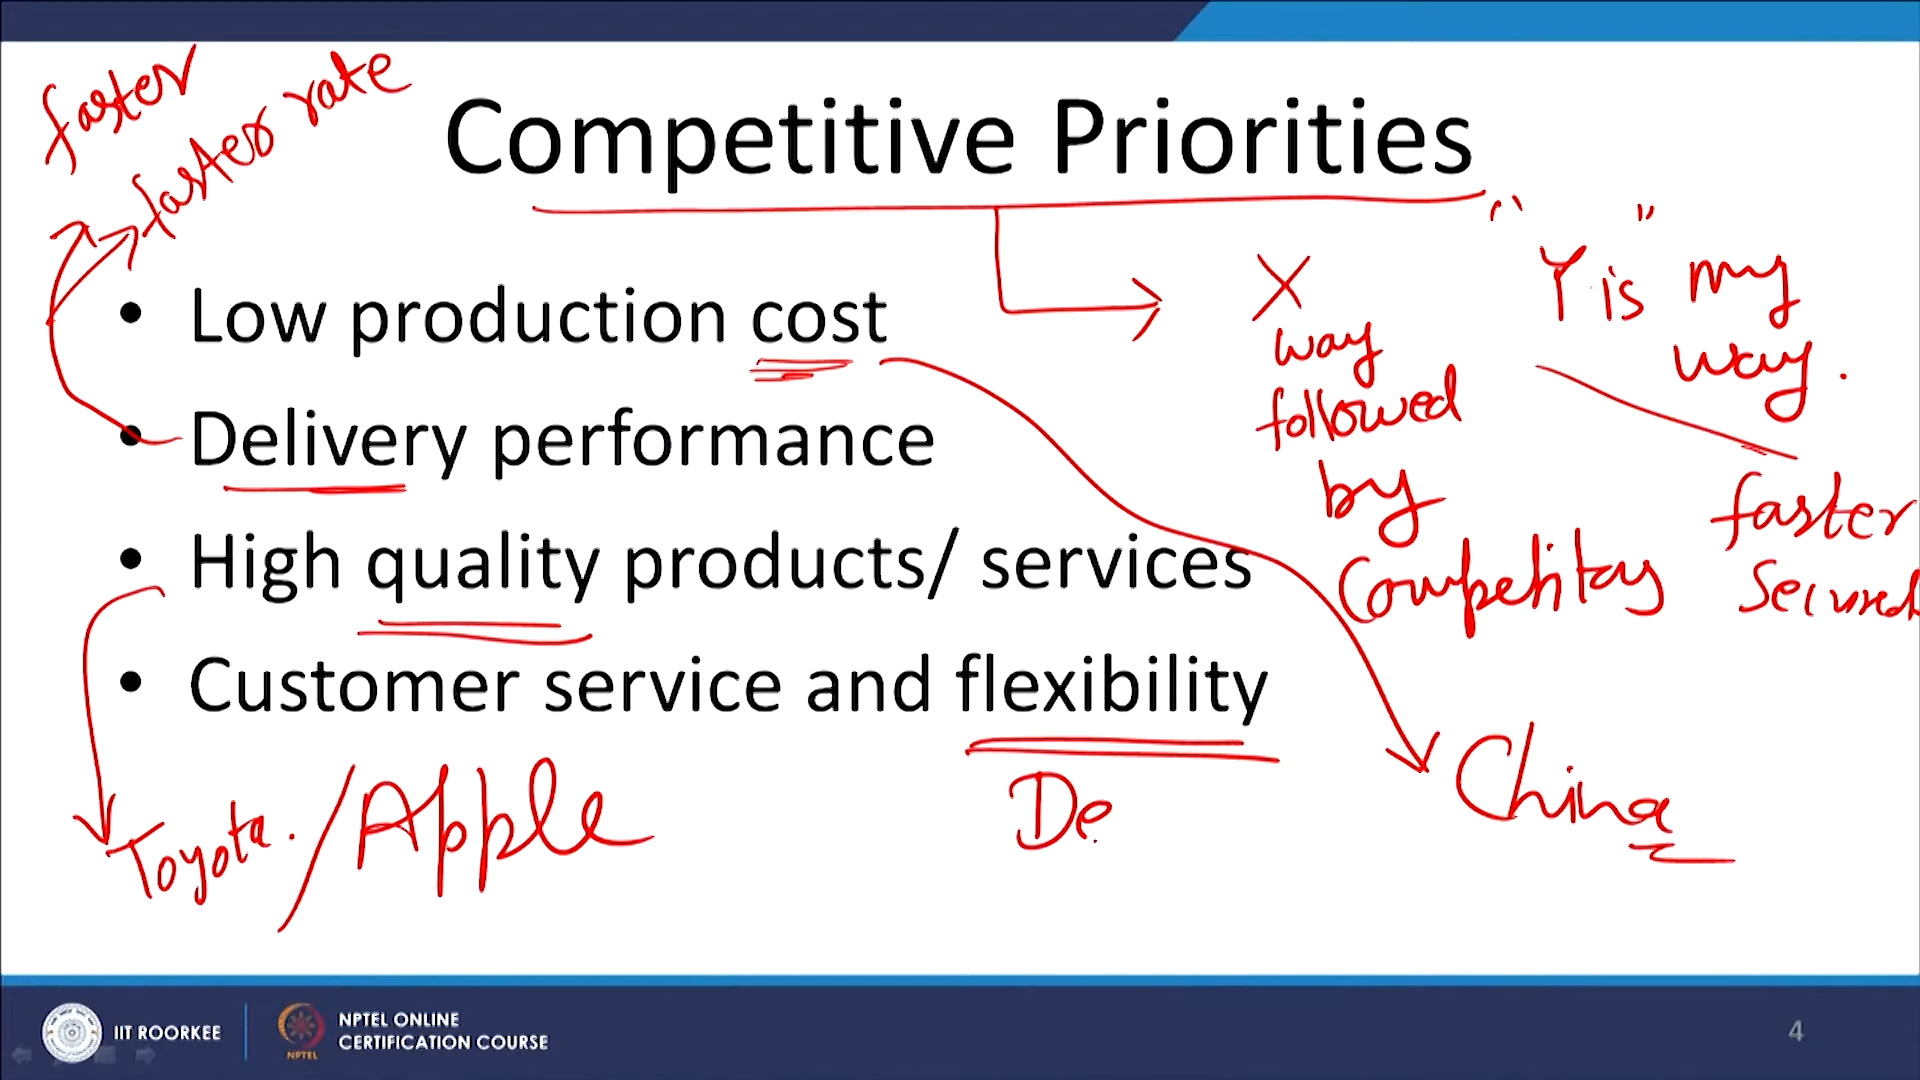 faster
faster rate
Competitive Priorities
X
way
followed
by
Competitors
" Y is " my
way.
faster
• Low production cost
• Delivery performance
• High quality products/ services
• Customer service and flexibility
Toyota. / Apple
De
China
IIT ROORKEE
NPTEL
NPTEL ONLINE
CERTIFICATION COURSE
4